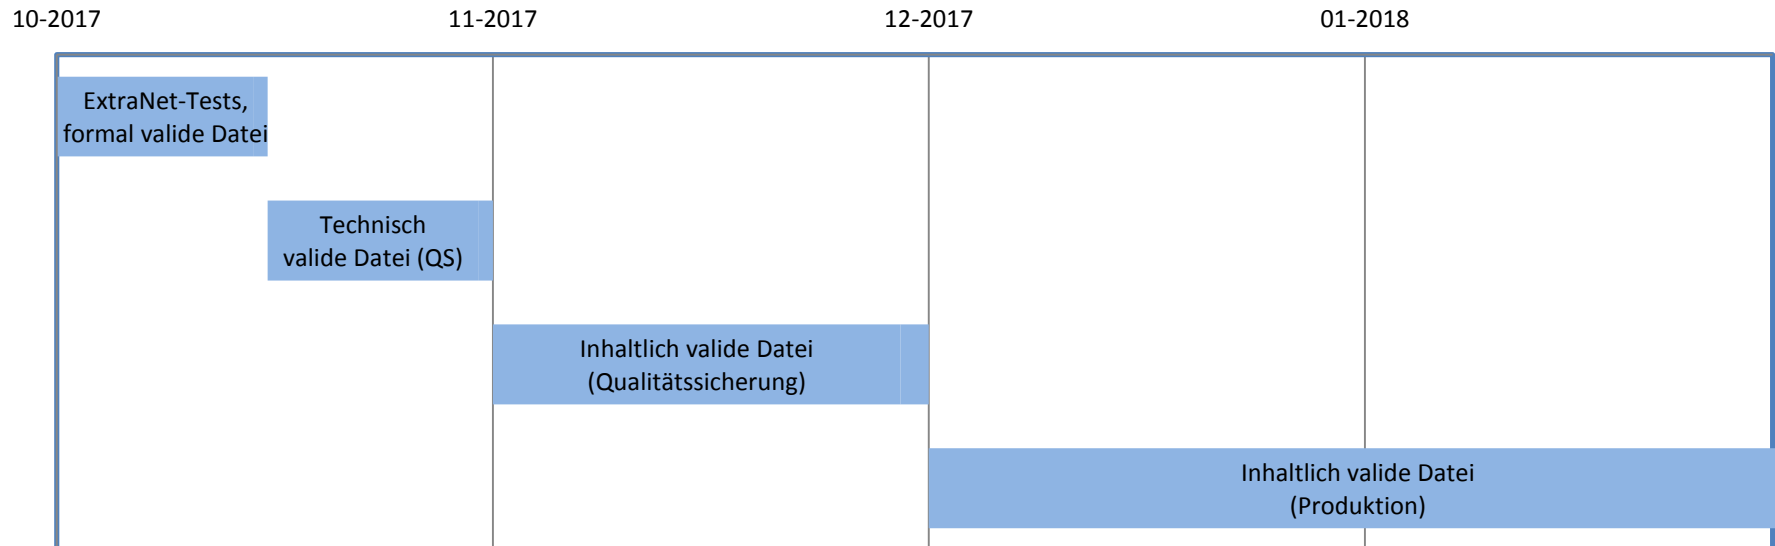 10-2017
11-2017
12-2017
01-2018
ExtraNet-Tests,
formal valide Datei
Technisch
valide Datei (QS)
Inhaltlich valide Datei
(Qualitätssicherung)
Inhaltlich valide Datei
(Produktion)